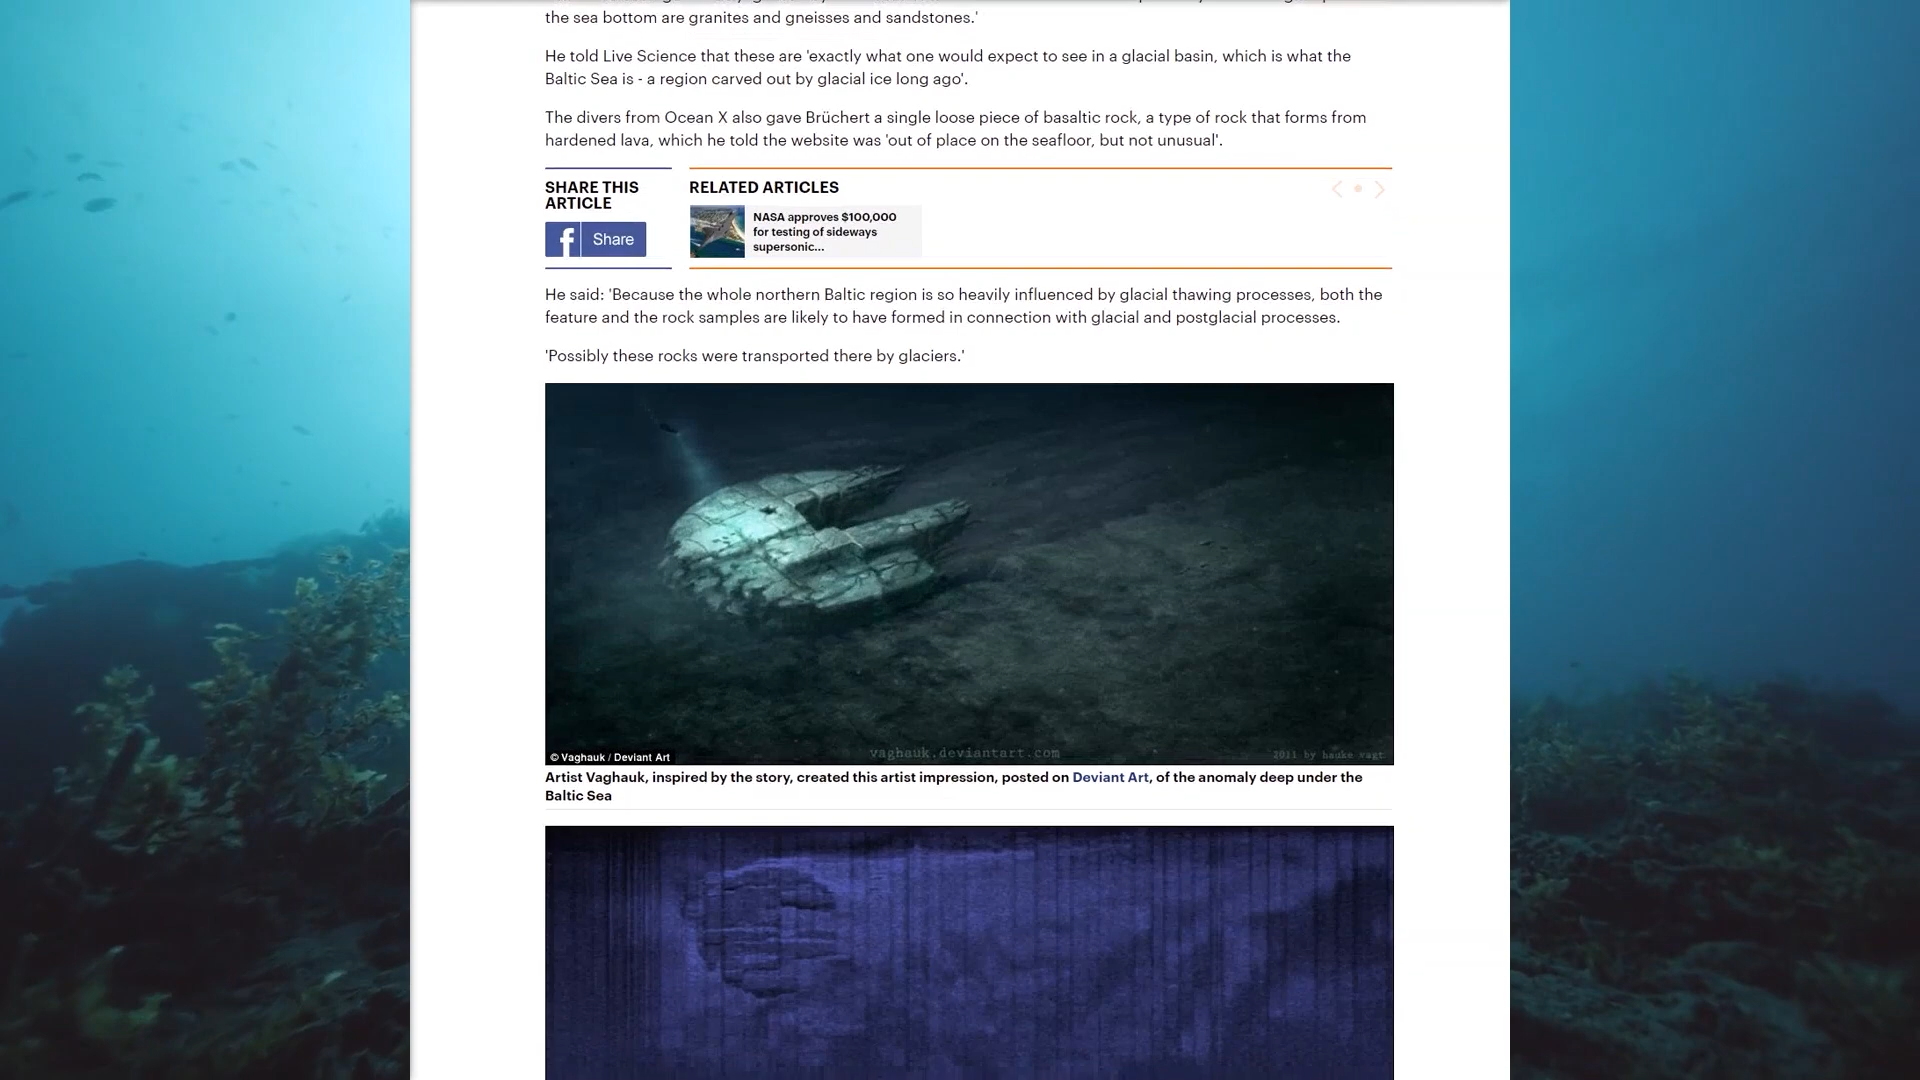 the sea bottom are granites and gneisses and sandstones.'
He told Live Science that these are 'exactly what one would expect to see in a glacial basin, which is what the
Baltic Sea is - a region carved out by glacial ice long ago'.
The divers from Ocean X also gave Brüchert a single loose piece of basaltic rock, a type of rock that forms from
hardened lava, which he told the website was 'out of place on the seafloor, but not unusual'.
SHARE THIS
ARTICLE
f Share
RELATED ARTICLES
NASA approves $100,000
for testing of sideways
supersonic...
He said: 'Because the whole northern Baltic region is so heavily influenced by glacial thawing processes, both the
feature and the rock samples are likely to have formed in connection with glacial and postglacial processes.
'Possibly these rocks were transported there by glaciers.'
© Vaghauk / Deviant Art
vaghauk.deviantart.com
2011 by hauke vagt
Artist Vaghauk, inspired by the story, created this artist impression, posted on Deviant Art, of the anomaly deep under the
Baltic Sea